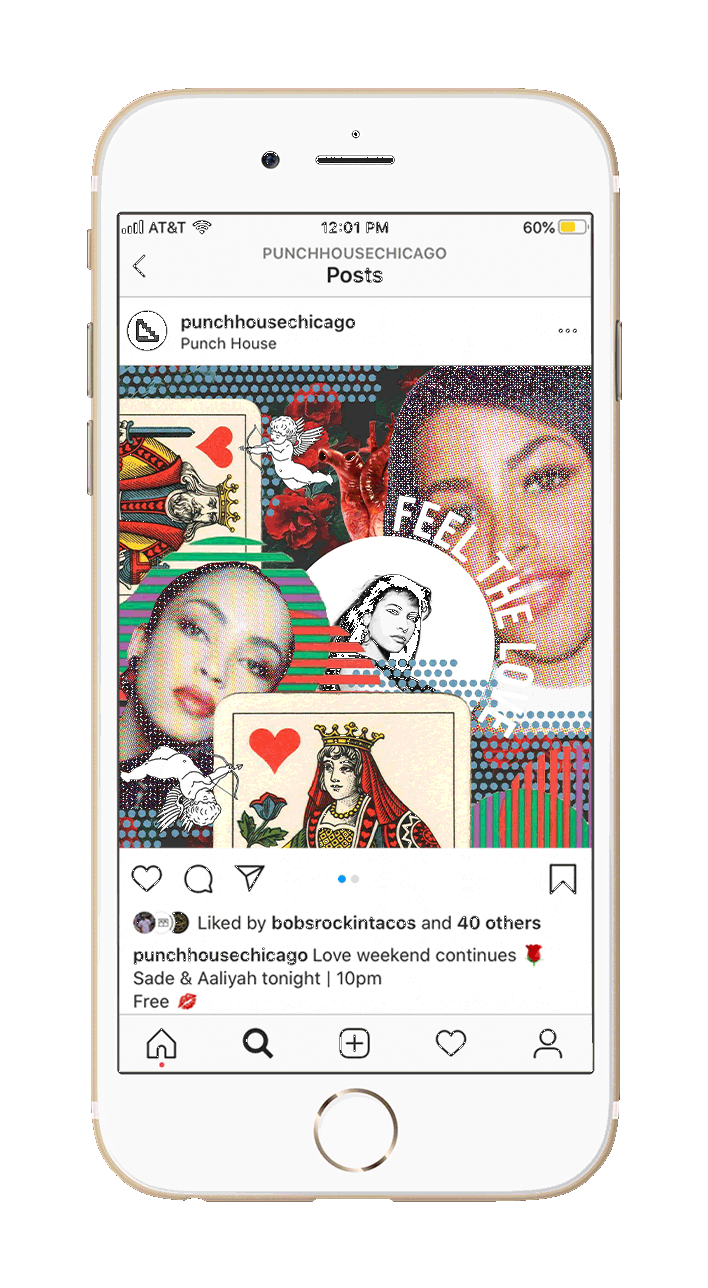 AT&T 12:01 PM 60%
PUNCHHOUSECHICAGO
Posts
punchhousechicago
Punch House
FEEL THE LOVE
Liked by bobsrockintacos and 40 others
punchhousechicago Love weekend continues 🌹
Sade & Aaliyah tonight | 10pm
Free 💋